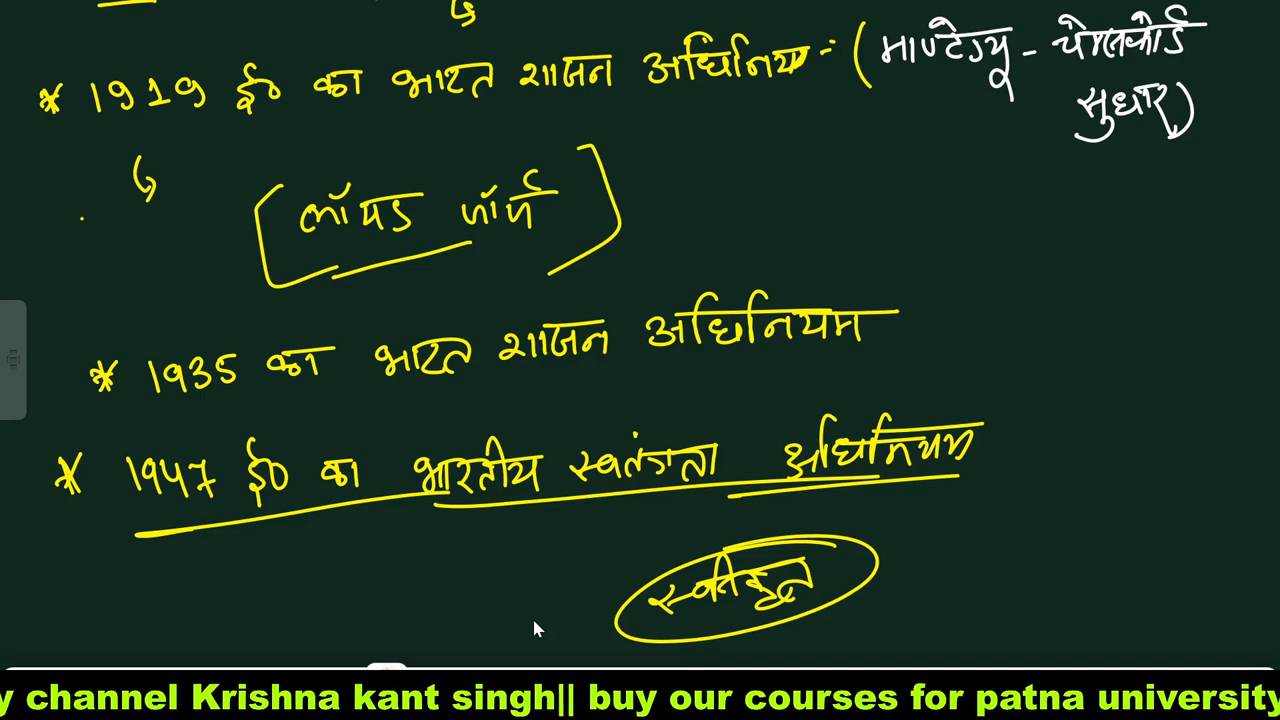 * 1919 ई० का भारत शासन अधिनियम :- (माण्टेग्यू - चेम्सफोर्ड
सुधार)
[लॉयड जॉर्ज]
* 1935 का भारत शासन अधिनियम
* 1947 ई० का भारतीय स्वतंत्रता अधिनियम
स्वीकृत
y channel Krishna kant singh|| buy our courses for patna university